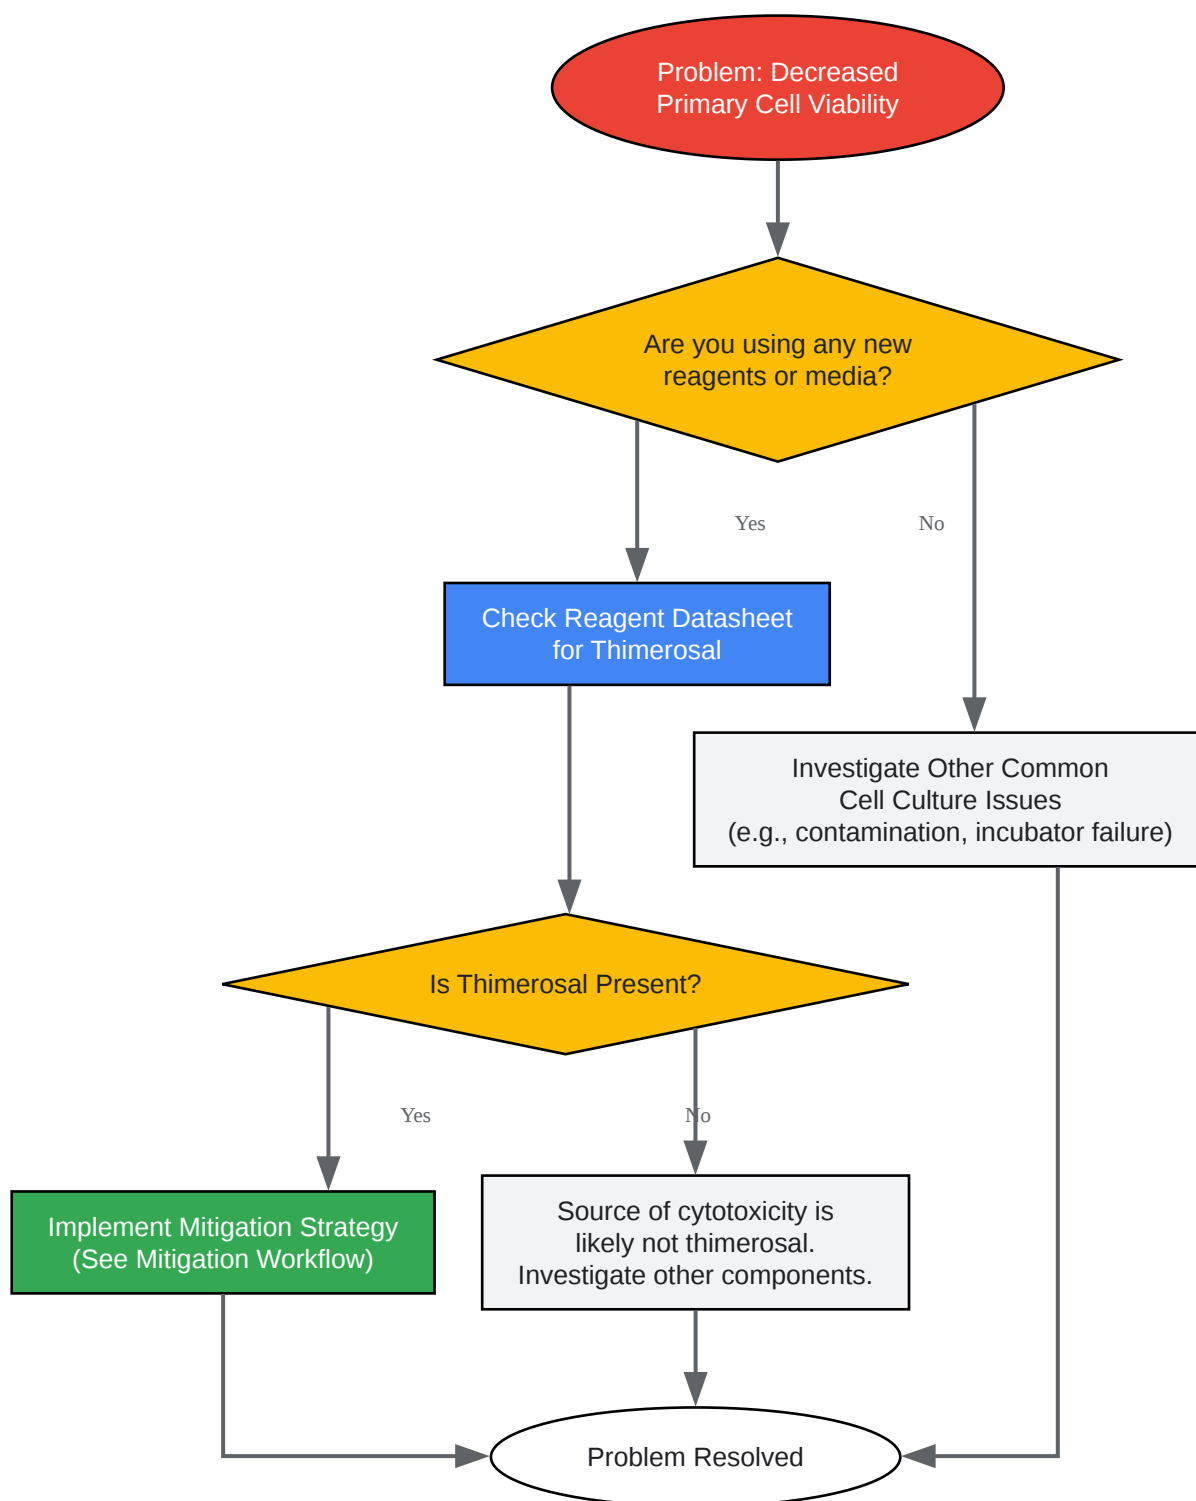 Problem: Decreased
Primary Cell Viability
Are you using any new
reagents or media?
Yes
No
Check Reagent Datasheet
for Thimerosal
Investigate Other Common
Cell Culture Issues
(e.g., contamination, incubator failure)
Is Thimerosal Present?
Yes
No
Implement Mitigation Strategy
(See Mitigation Workflow)
Source of cytotoxicity is
likely not thimerosal.
Investigate other components.
Problem Resolved